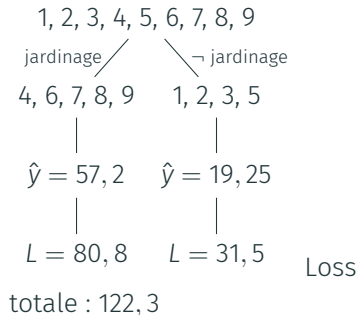 1, 2, 3, 4, 5, 6, 7, 8, 9
jardinage ¬ jardinage
4, 6, 7, 8, 9 1, 2, 3, 5
ŷ = 57, 2 ŷ = 19, 25
L = 80, 8 L = 31, 5
Loss
totale : 122, 3